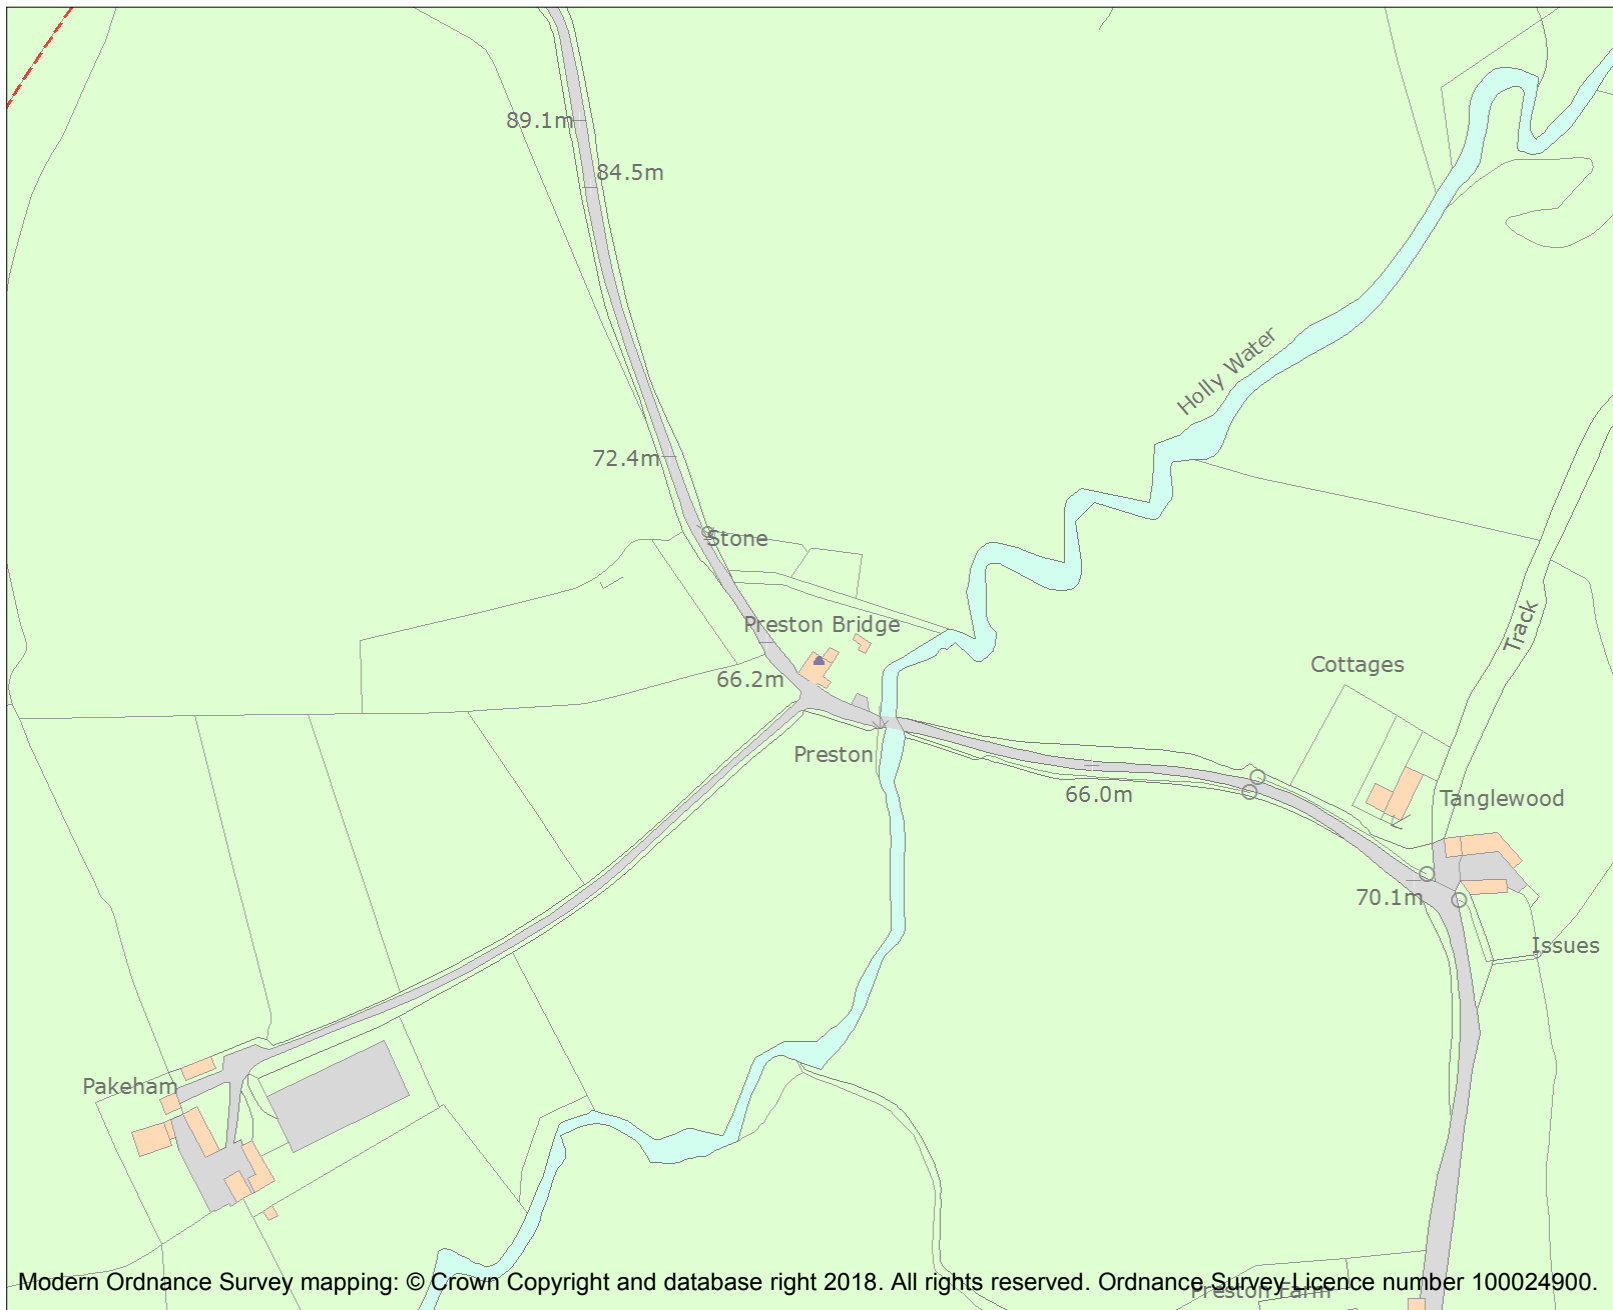 89.1m
84.5m
Holly Water
72.4m
Stone
Preston Bridge
Track
Cottages
66.2m
Preston
66.0m
Tanglewood
70.1m
Issues
Pakeham
Modern Ordnance Survey mapping: © Crown Copyright and database right 2018. All rights reserved. Ordnance Survey Licence number 100024900.
Preston Farm